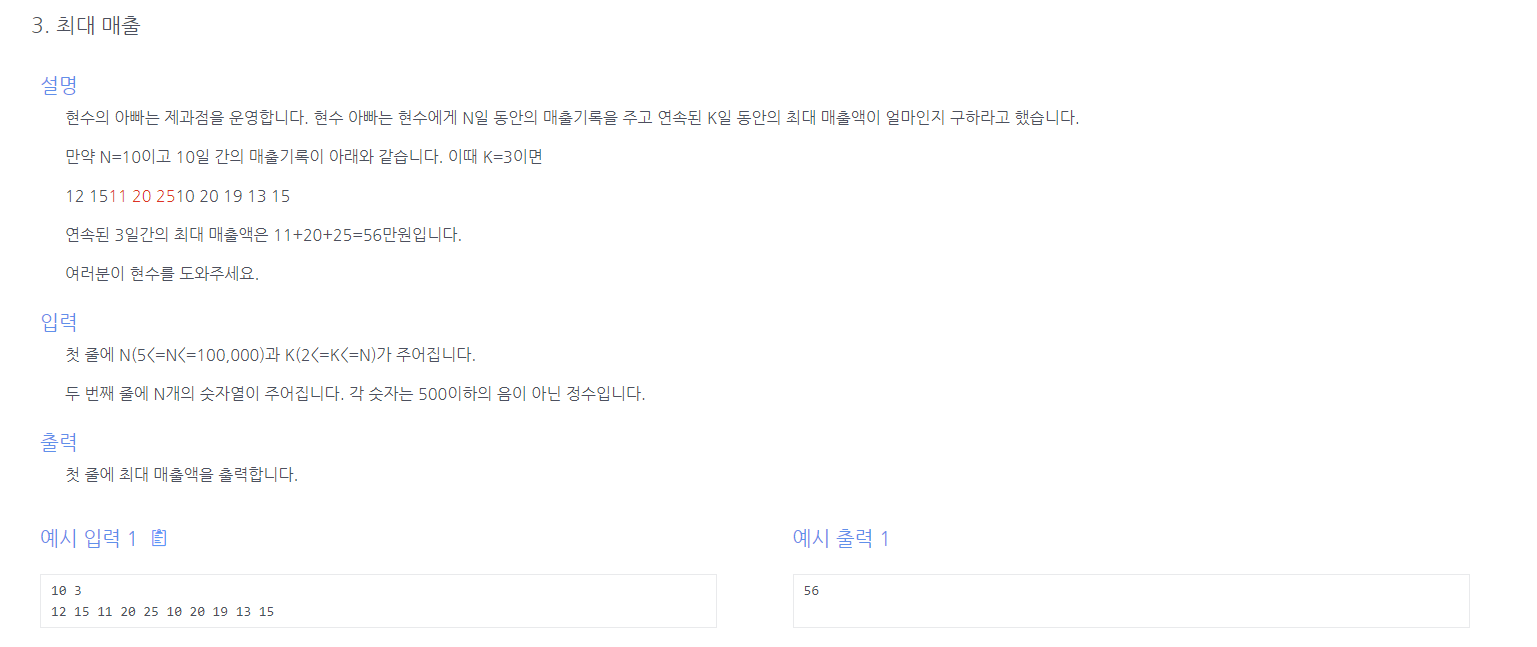 3. 최대 매출
설명
현수의 아빠는 제과점을 운영합니다. 현수 아빠는 현수에게 N일 동안의 매출기록을 주고 연속된 K일 동안의 최대 매출액이 얼마인지 구하라고 했습니다.
만약 N=10이고 10일 간의 매출기록이 아래와 같습니다. 이때 K=3이면
12 1511 20 2510 20 19 13 15
연속된 3일간의 최대 매출액은 11+20+25=56만원입니다.
여러분이 현수를 도와주세요.
입력
첫 줄에 N(5<=N<=100,000)과 K(2<=K<=N)가 주어집니다.
두 번째 줄에 N개의 숫자열이 주어집니다. 각 숫자는 500이하의 음이 아닌 정수입니다.
출력
첫 줄에 최대 매출액을 출력합니다.
예시 입력 1
10 3
12 15 11 20 25 10 20 19 13 15
예시 출력 1
56